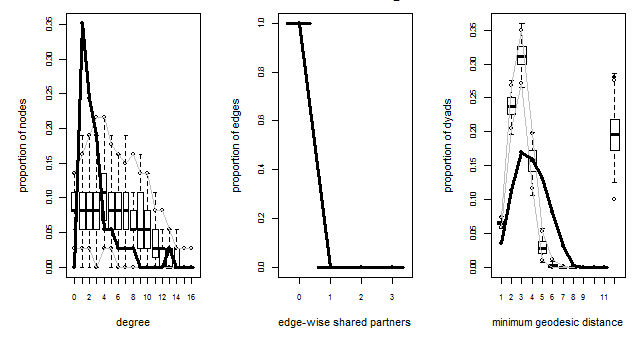 proportion of nodes
0.00 0.05 0.10 0.15 0.20 0.25 0.30 0.35
0 2 4 6 8 10 12 14 16
degree
proportion of edges
0.0 0.2 0.4 0.6 0.8 1.0
0 1 2 3
edge-wise shared partners
proportion of dyads
0.00 0.05 0.10 0.15 0.20 0.25 0.30 0.35
1 2 3 4 5 6 7 8 9 11
minimum geodesic distance